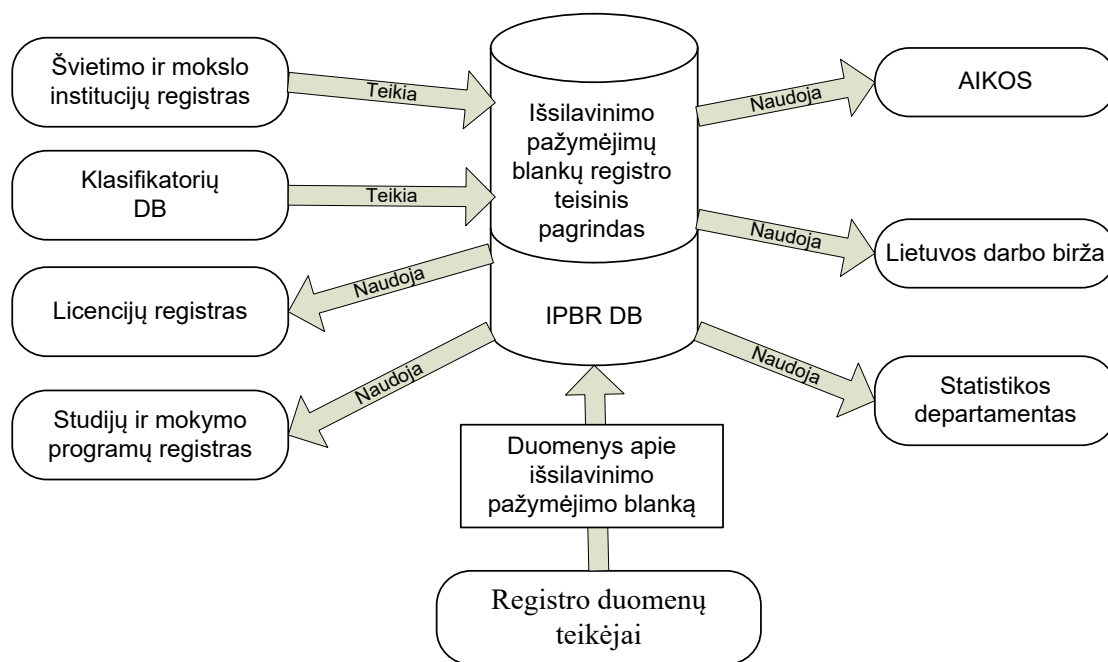 Švietimo ir mokslo
institucijų registras
Teikia
Klasifikatorių
DB
Teikia
Licencijų registras
Naudoja
Studijų ir mokymo
programų registras
Naudoja
Išsilavinimo
pažymėjimų
blankų registro
teisinis
pagrindas
IPBR DB
Naudoja
AIKOS
Naudoja
Lietuvos darbo birža
Naudoja
Statistikos
departamentas
Duomenys apie
išsilavinimo
pažymėjimo blanką
Registro duomenų
teikėjai